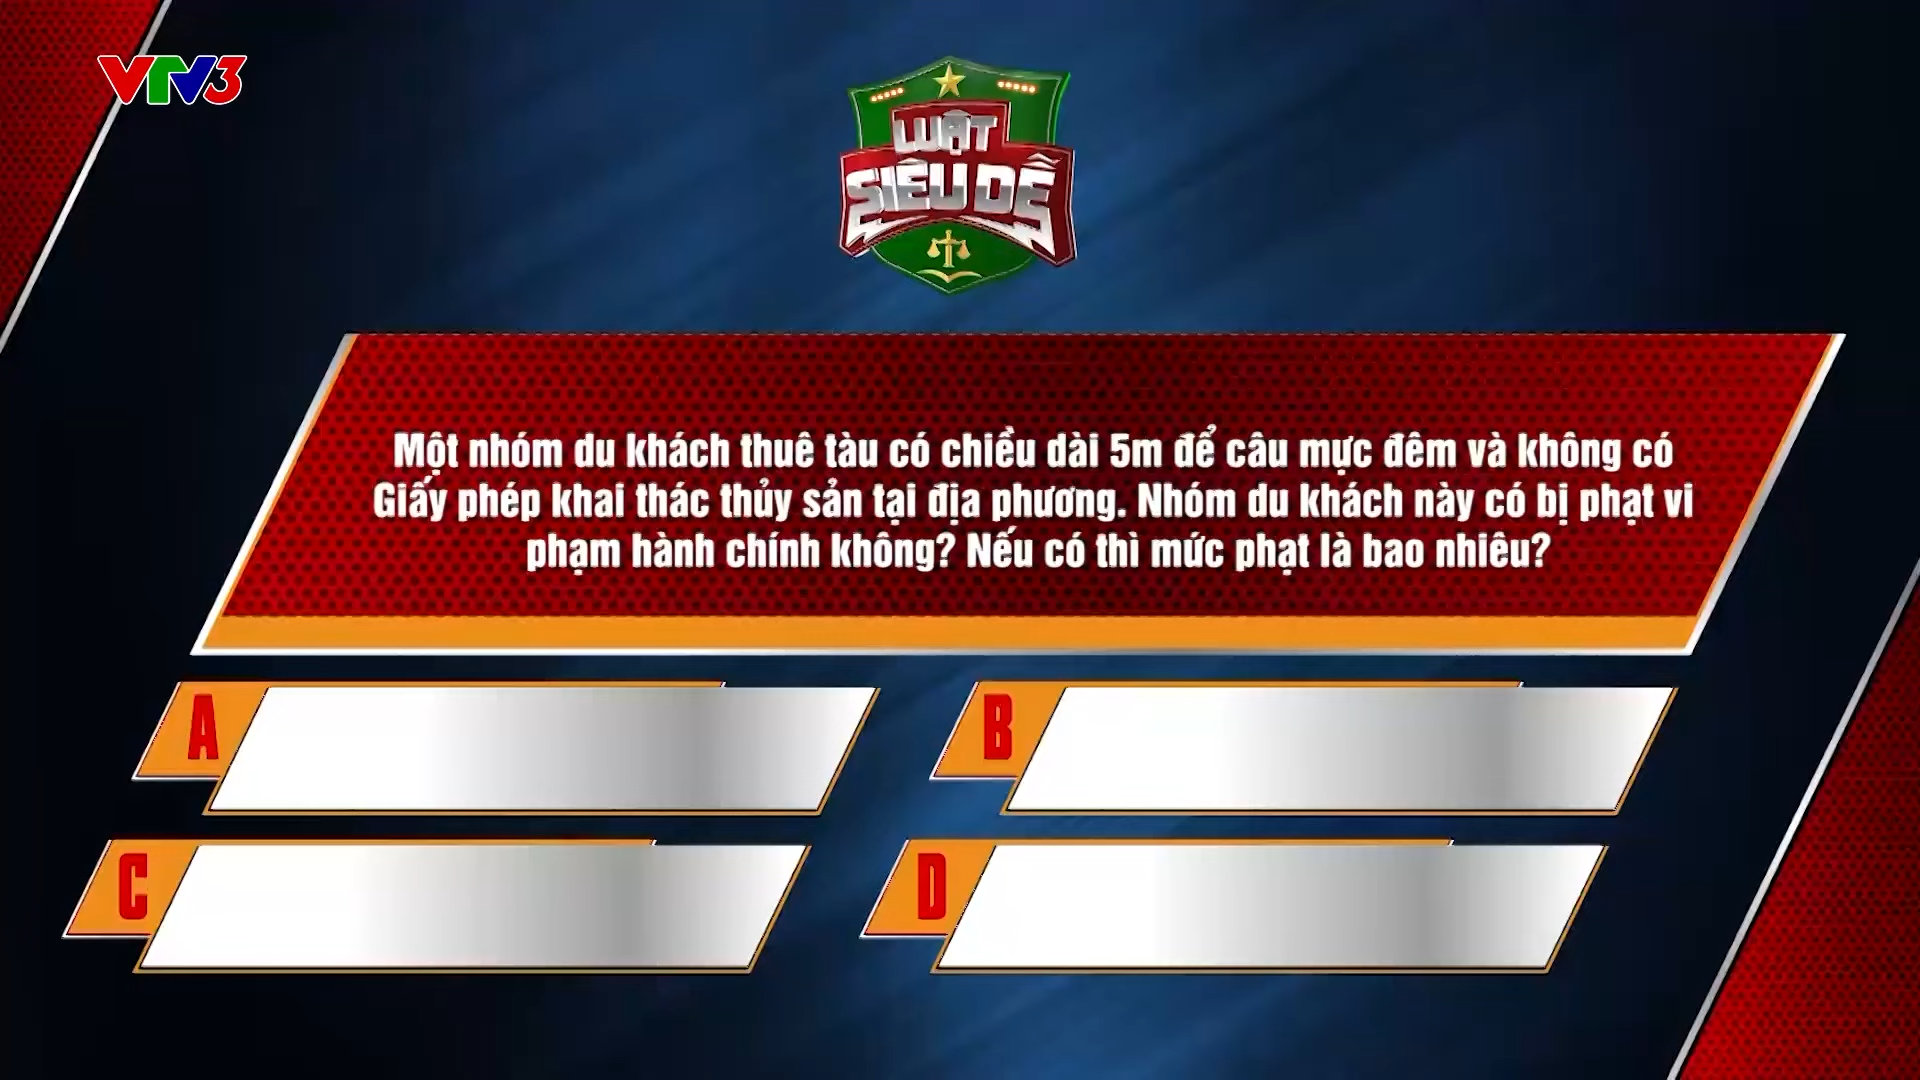 VTV3
LUẬT
SIÊU DỄ
Một nhóm du khách thuê tàu có chiều dài 5m để câu mực đêm và không có
Giấy phép khai thác thủy sản tại địa phương. Nhóm du khách này có bị phạt vi
phạm hành chính không? Nếu có thì mức phạt là bao nhiêu?
A
B
C
D